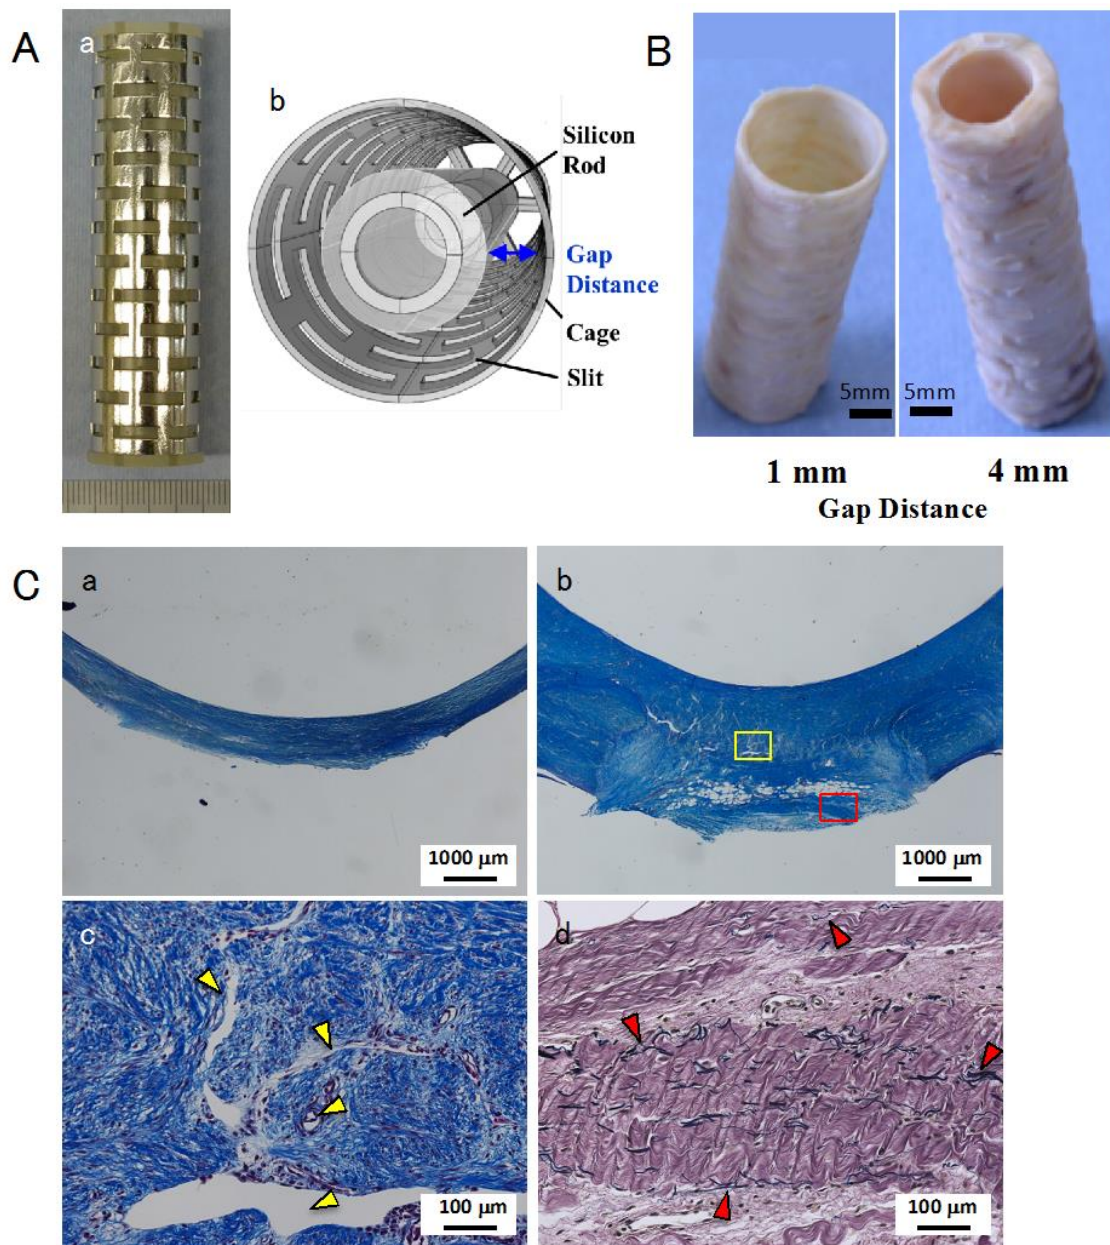 A
a
b
Silicon
Rod
Gap
Distance
Cage
Slit
B
5mm
5mm
1 mm
4 mm
Gap Distance
C
a
1000 μm
b
1000 μm
c
100 μm
d
100 μm